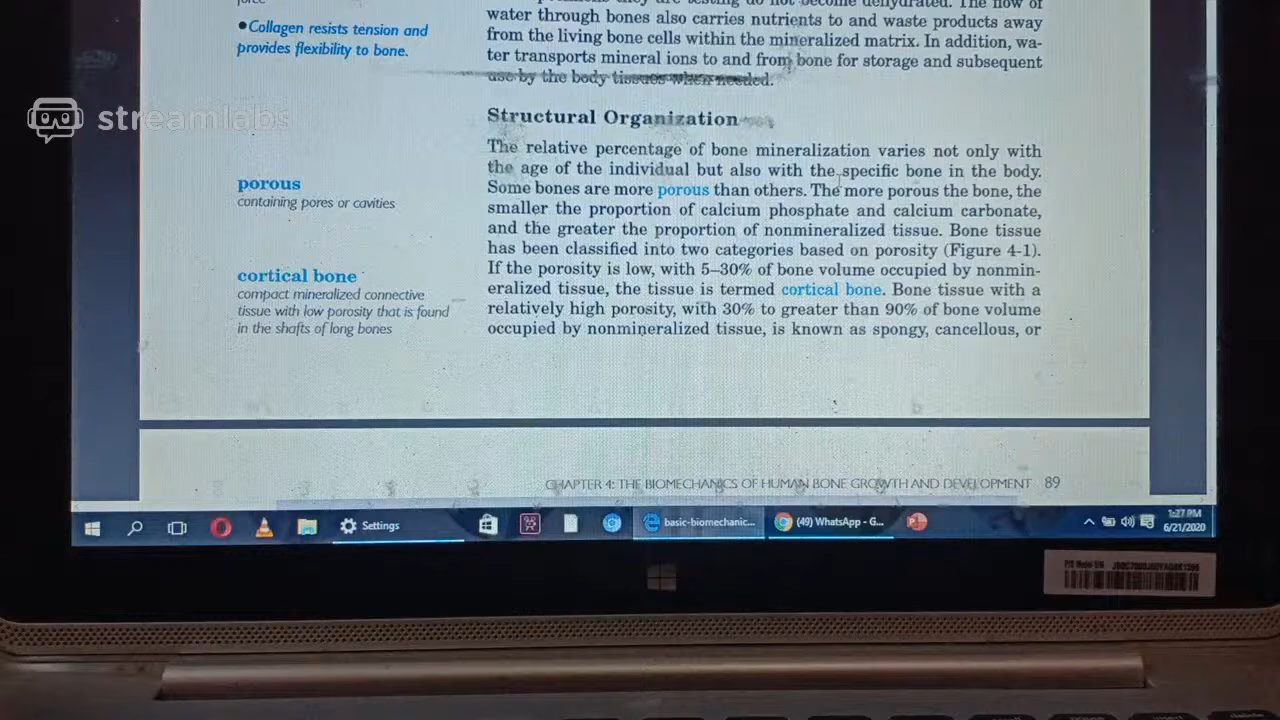 • Collagen resists tension and
provides flexibility to bone.
water through bones also carries nutrients to and waste products away
from the living bone cells within the mineralized matrix. In addition, wa-
ter transports mineral ions to and from bone for storage and subsequent
use by the body tissues when needed.
streamlabs
Structural Organization
The relative percentage of bone mineralization varies not only with
the age of the individual but also with the specific bone in the body.
Some bones are more porous than others. The more porous the bone, the
smaller the proportion of calcium phosphate and calcium carbonate,
and the greater the proportion of nonmineralized tissue. Bone tissue
has been classified into two categories based on porosity (Figure 4-1).
If the porosity is low, with 5–30% of bone volume occupied by nonmin-
eralized tissue, the tissue is termed cortical bone. Bone tissue with a
relatively high porosity, with 30% to greater than 90% of bone volume
occupied by nonmineralized tissue, is known as spongy, cancellous, or
porous
containing pores or cavities
cortical bone
compact mineralized connective
tissue with low porosity that is found
in the shafts of long bones
CHAPTER 4: THE BIOMECHANICS OF HUMAN BONE GROWTH AND DEVELOPMENT 89
Settings
basic-biomechanic...
(49) WhatsApp - G...
1:27 PM
6/21/2020